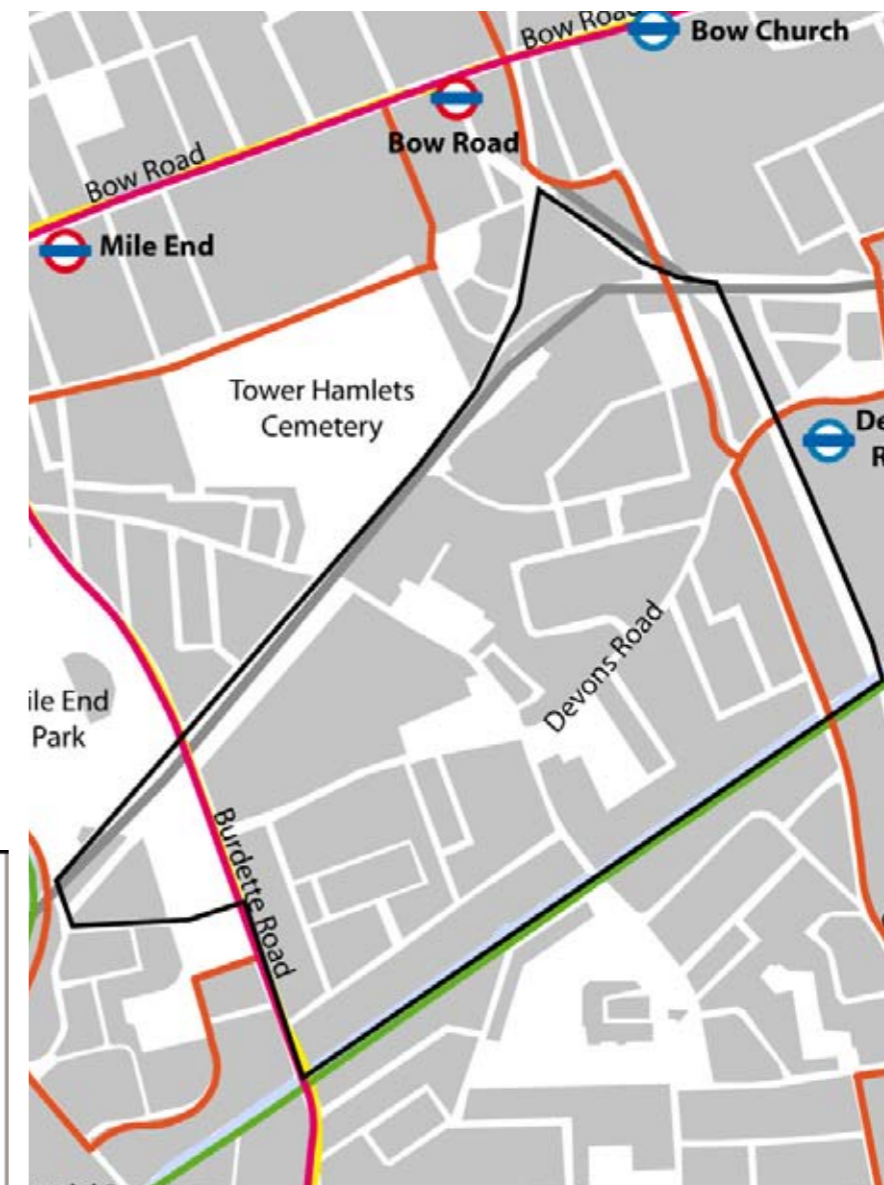 Bow Road
Bow Church
Bow Road
Bow Road
Mile End
Tower Hamlets
Cemetery
De
R
ile End
Park
Devons Road
Burdette Road